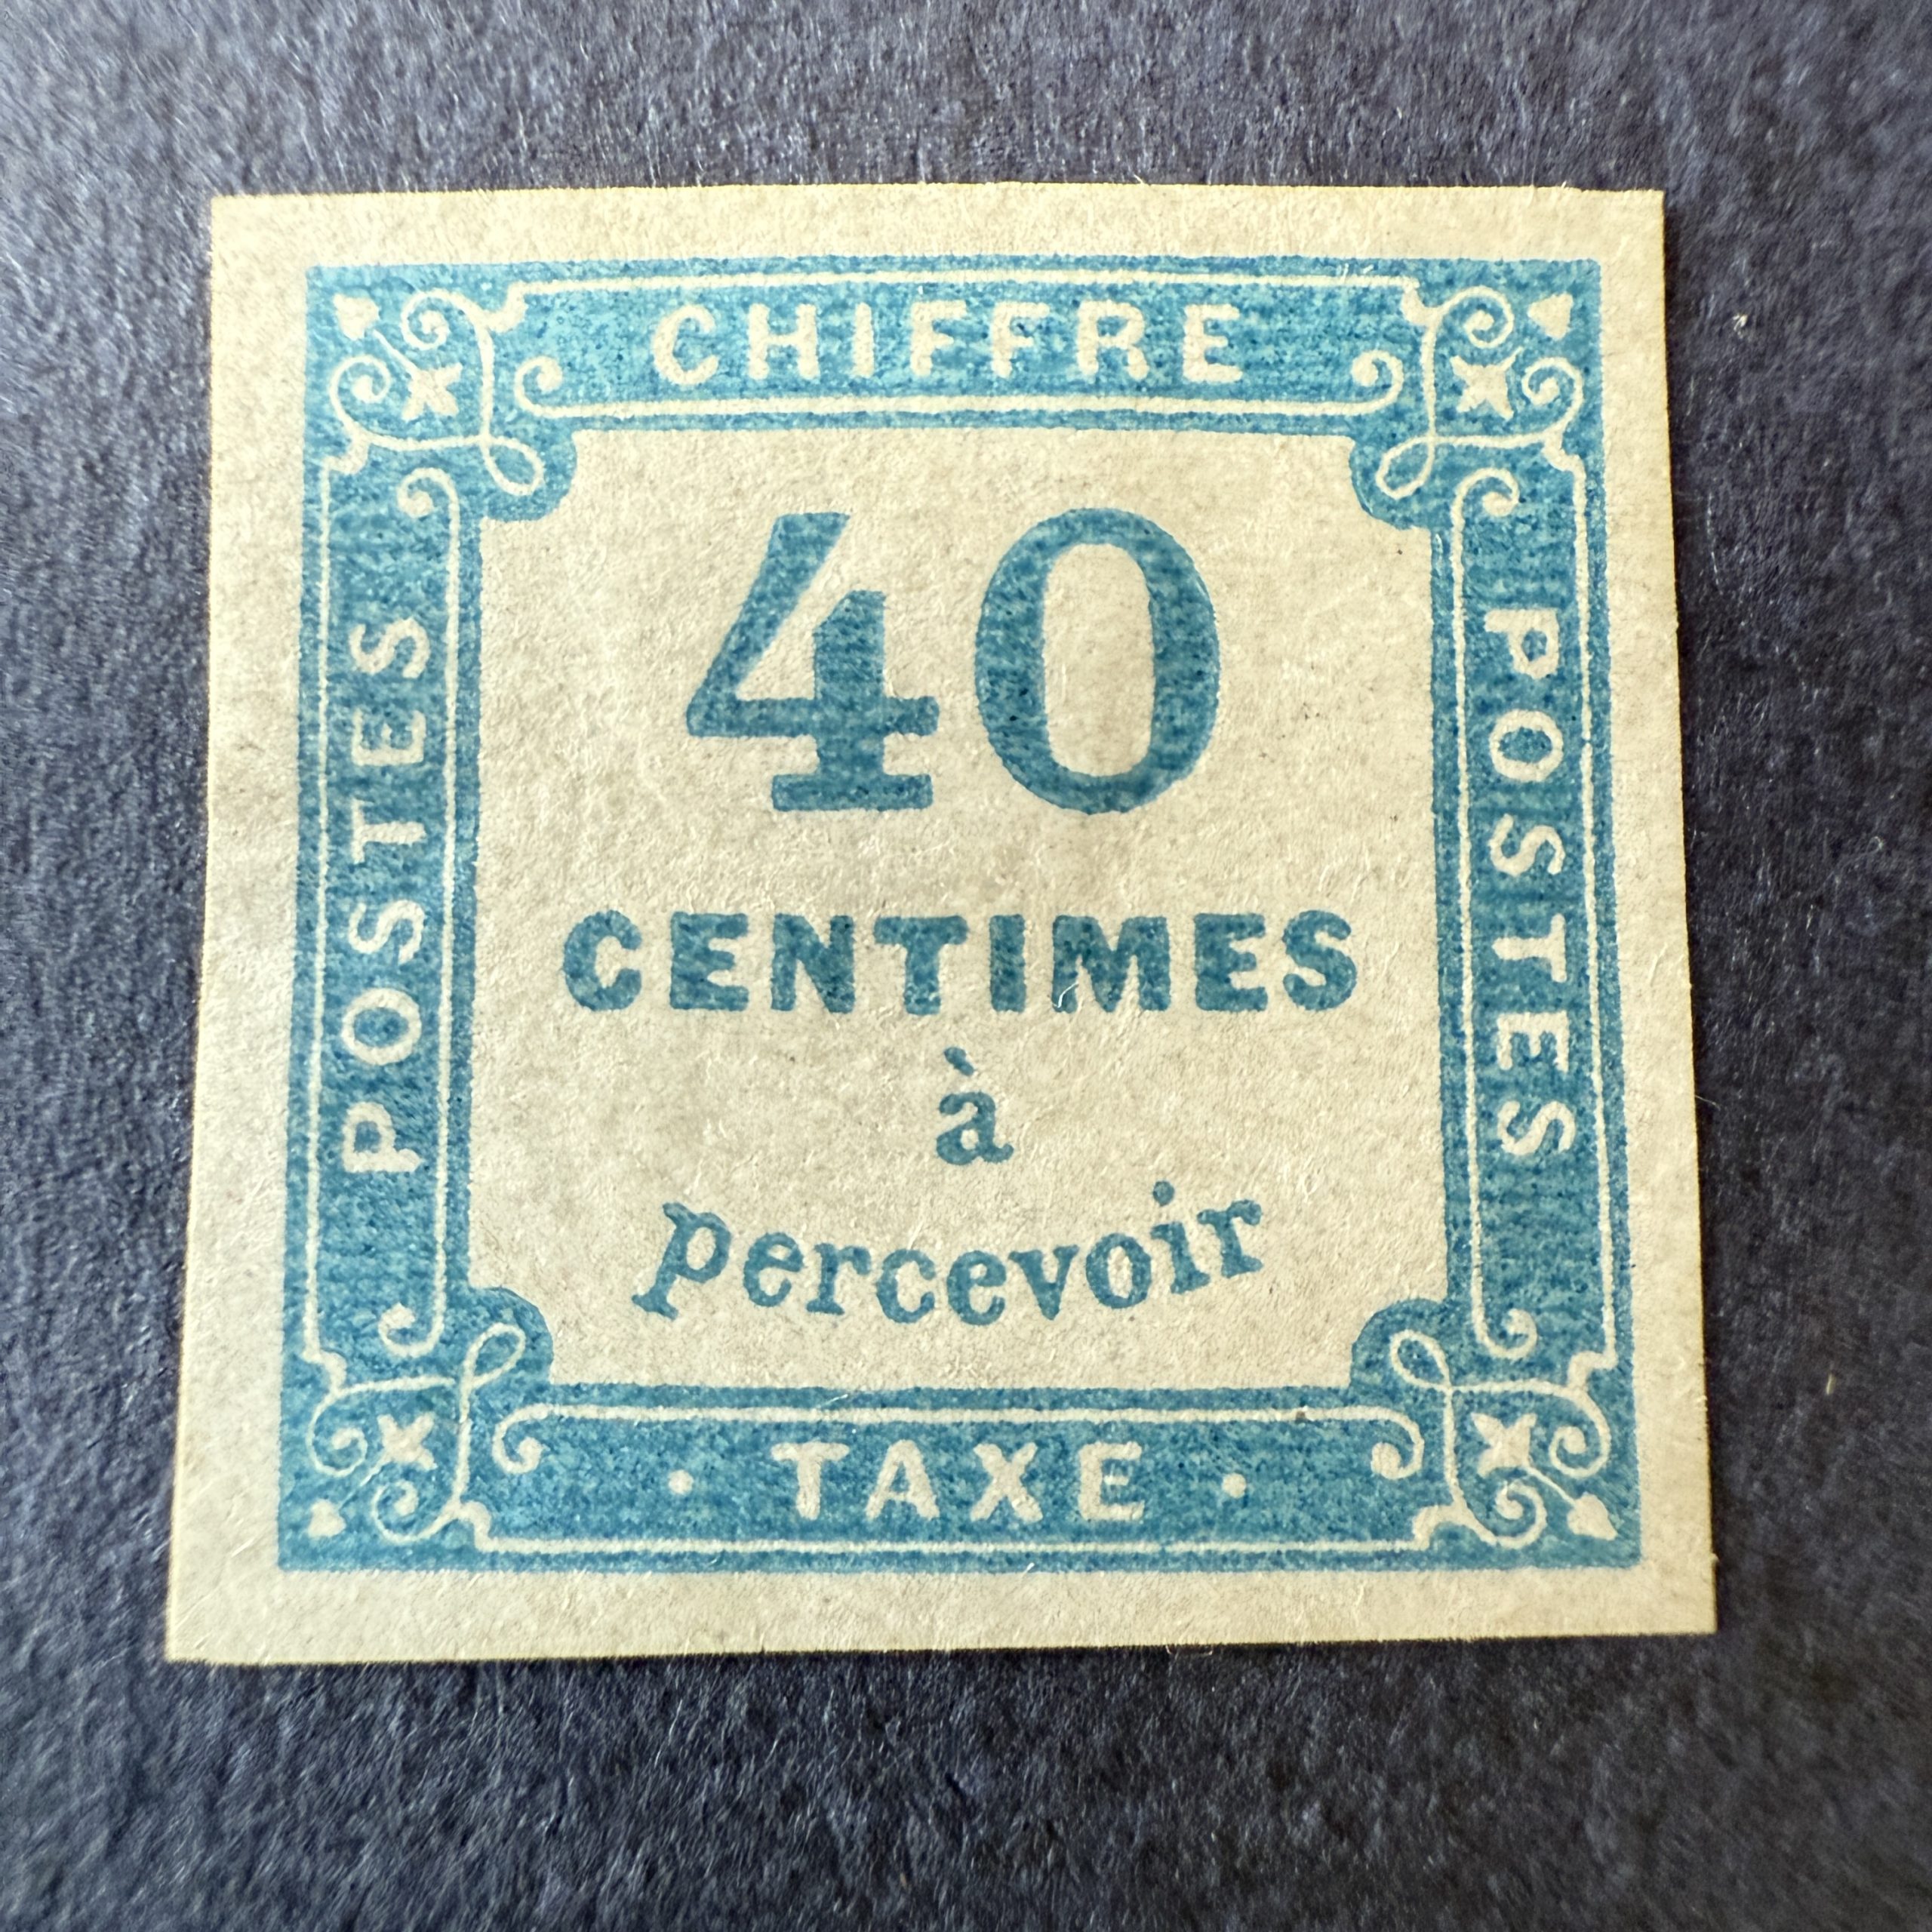 CHIFFRE
POSTES
40
CENTIMES
à
percevoir
POSTES
· TAXE ·